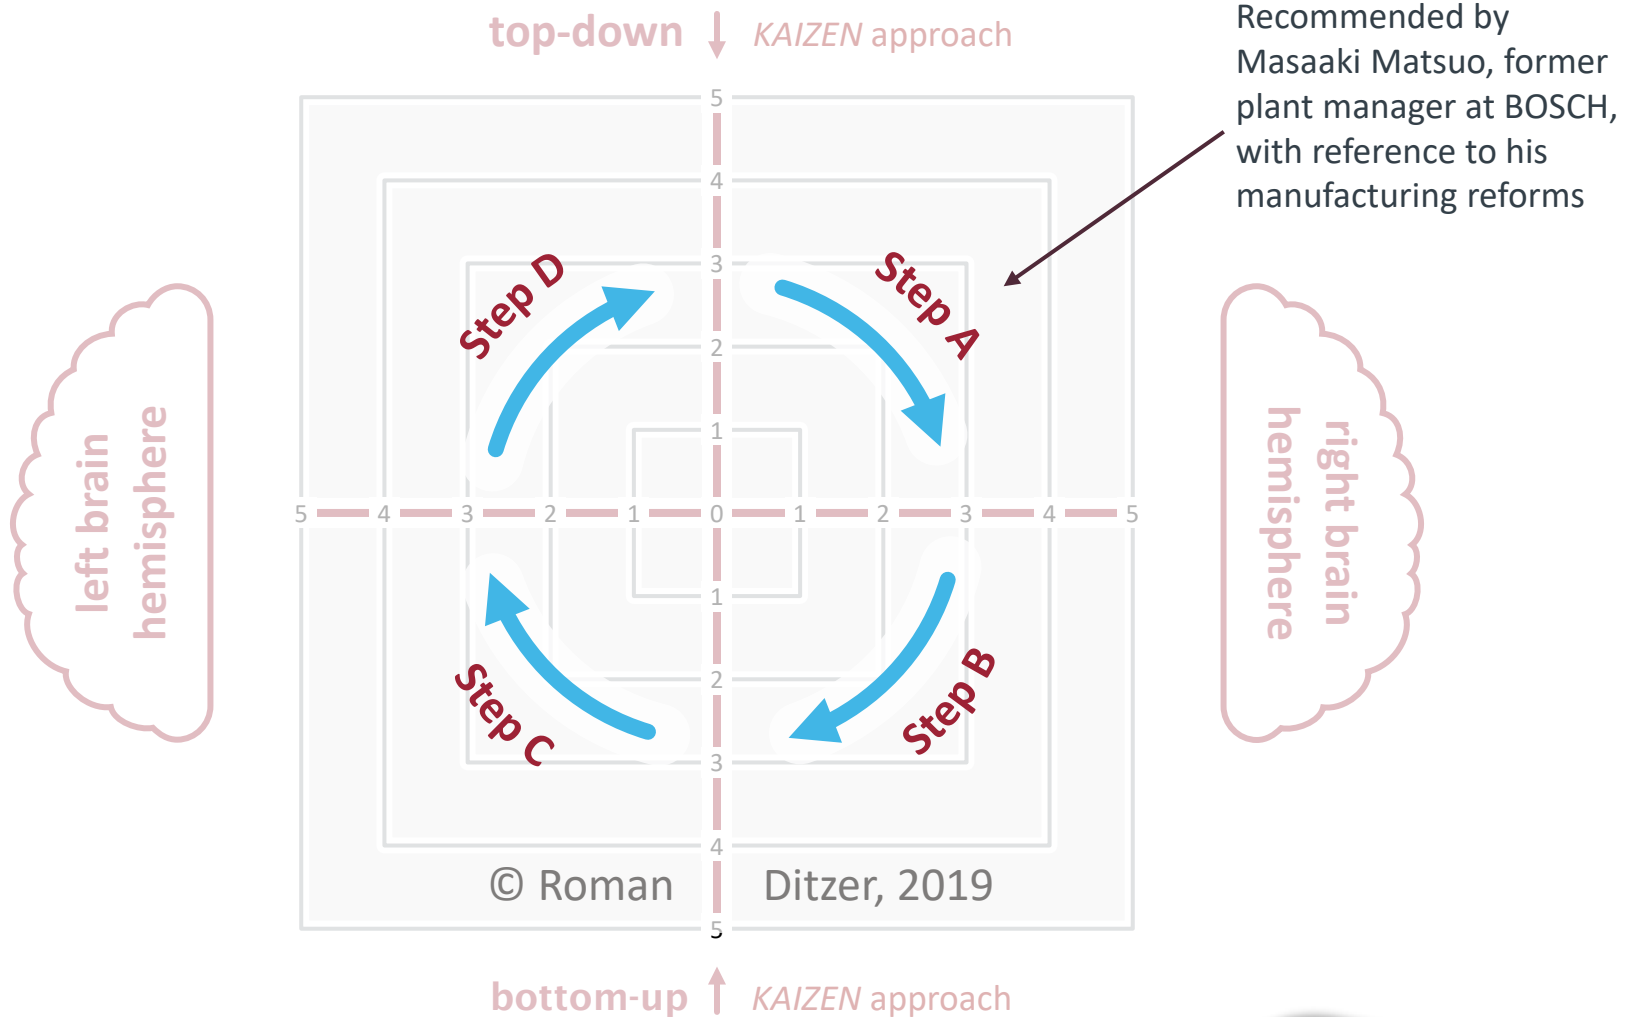 top-down
KAIZEN approach
Recommended by
Masaaki Matsuo, former
plant manager at BOSCH,
with reference to his
manufacturing reforms
5
4
3
2
1
Step D
Step A
left brain
hemisphere
right brain
hemisphere
5 4 3 2 1 0 1 2 3 4 5
1
2
3
4
5
Step C
Step B
© Roman Ditzer, 2019
bottom-up
KAIZEN approach